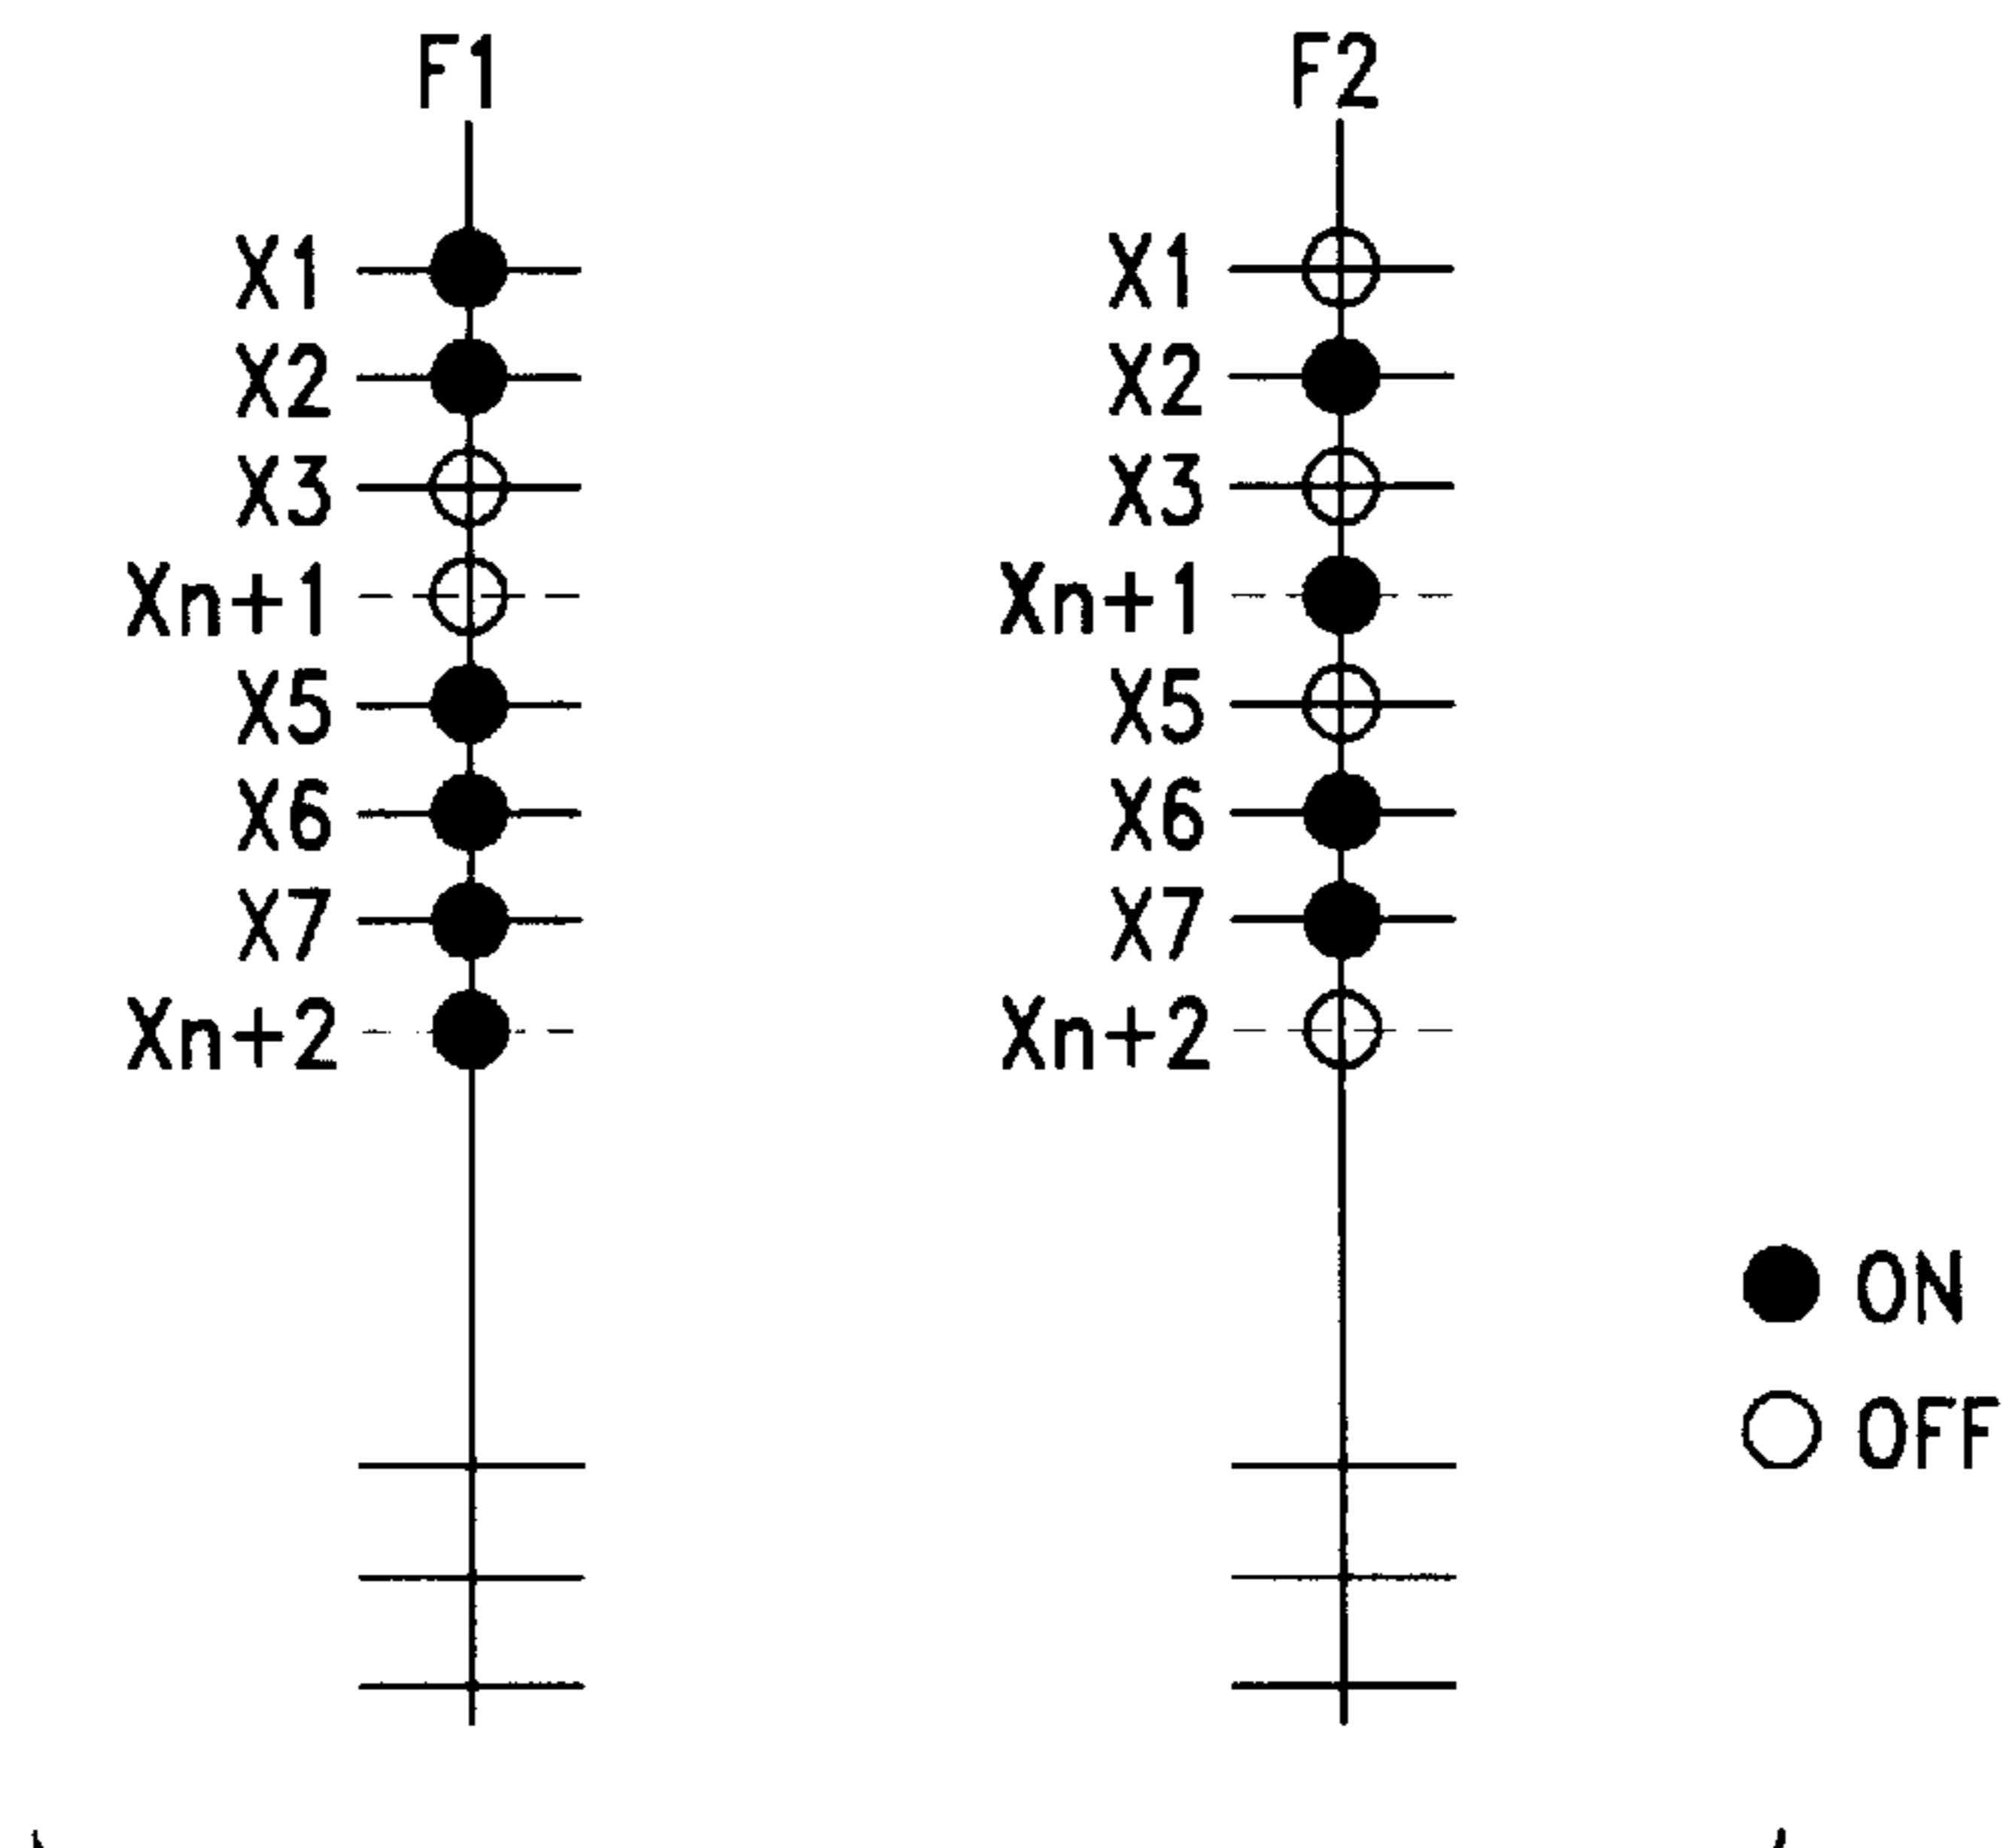 F1 F2
X1 X1
X2 X2
X3 X3
Xn+1 Xn+1
X5 X5
X6 X6
X7 X7
Xn+2 Xn+2
ON
OFF